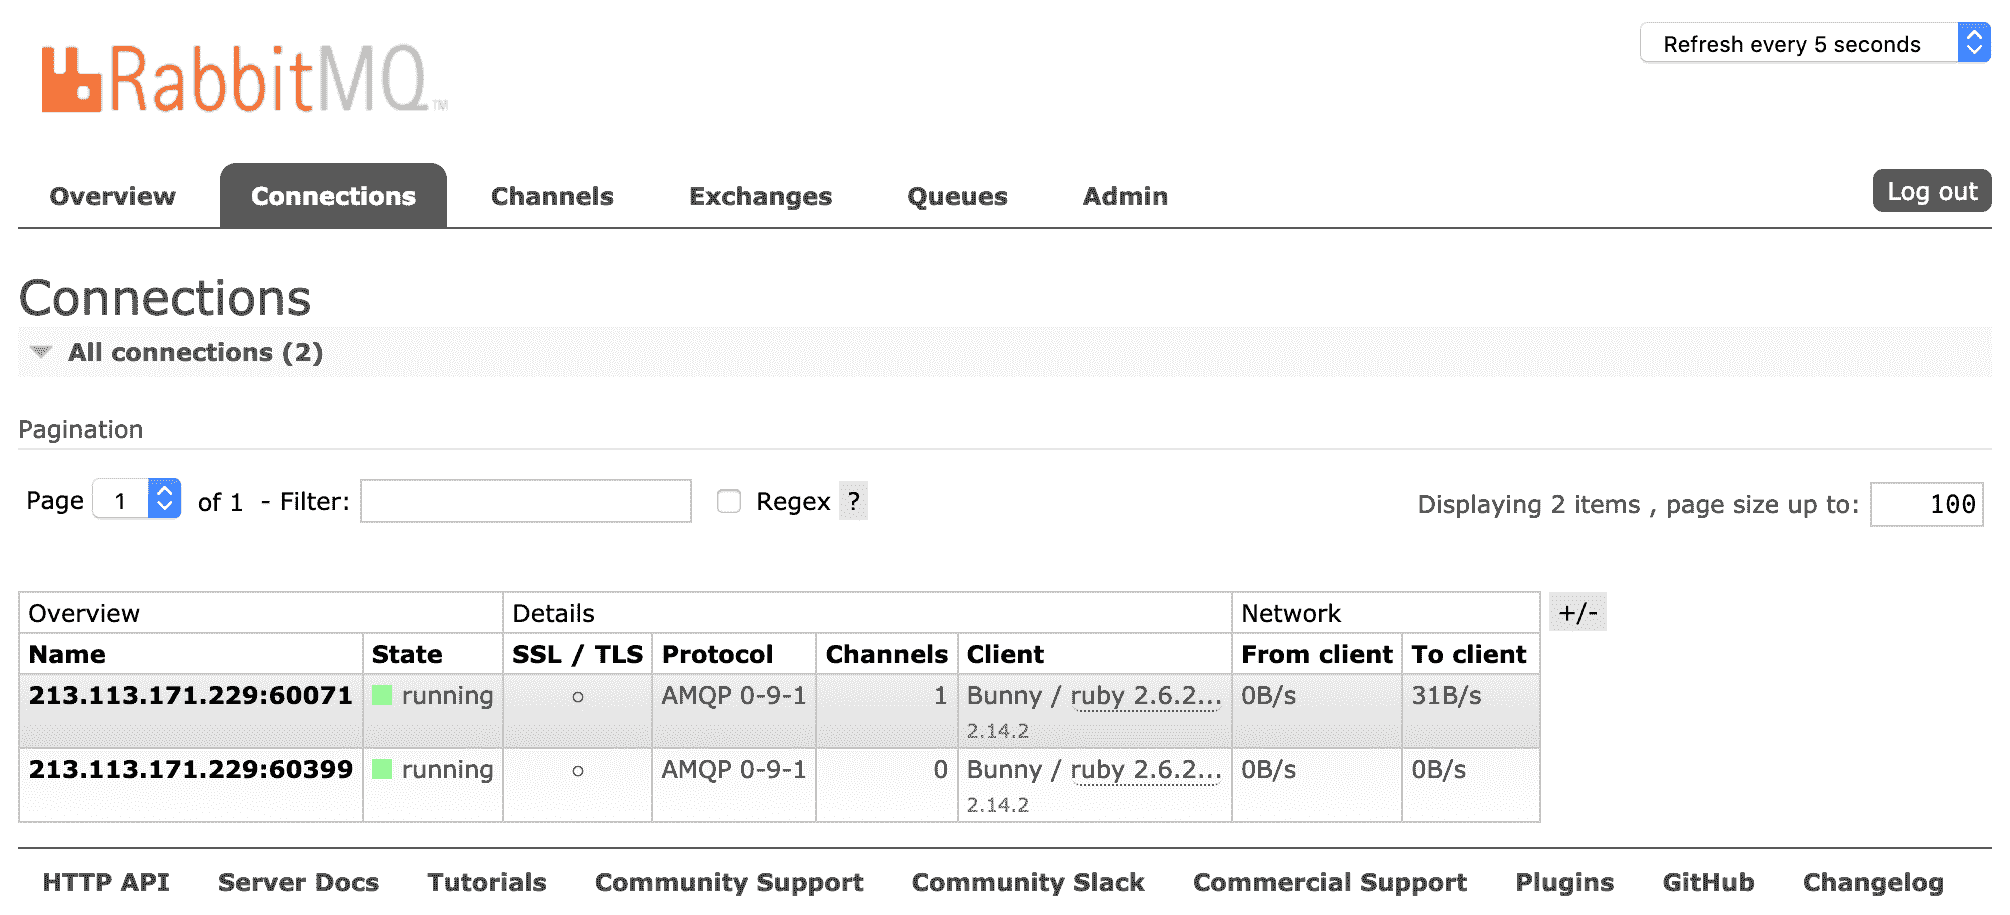 RabbitMQ™
Refresh every 5 seconds
Overview Connections Channels Exchanges Queues Admin Log out
Connections
All connections (2)
Pagination
Page 1 of 1 - Filter: Regex ? Displaying 2 items , page size up to: 100
Overview Details Network +/-
Name State SSL / TLS Protocol Channels Client From client To client
213.113.171.229:60071 running ○ AMQP 0-9-1 1 Bunny / ruby 2.6.2... 0B/s 31B/s
2.14.2
213.113.171.229:60399 running ○ AMQP 0-9-1 0 Bunny / ruby 2.6.2... 0B/s 0B/s
2.14.2
HTTP API Server Docs Tutorials Community Support Community Slack Commercial Support Plugins GitHub Changelog